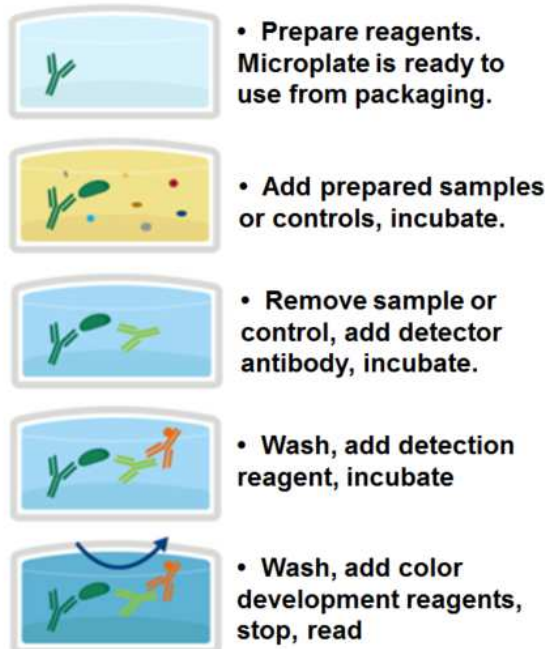 • Prepare reagents.
Microplate is ready to
use from packaging.
• Add prepared samples
or controls, incubate.
• Remove sample or
control, add detector
antibody, incubate.
• Wash, add detection
reagent, incubate
• Wash, add color
development reagents,
stop, read